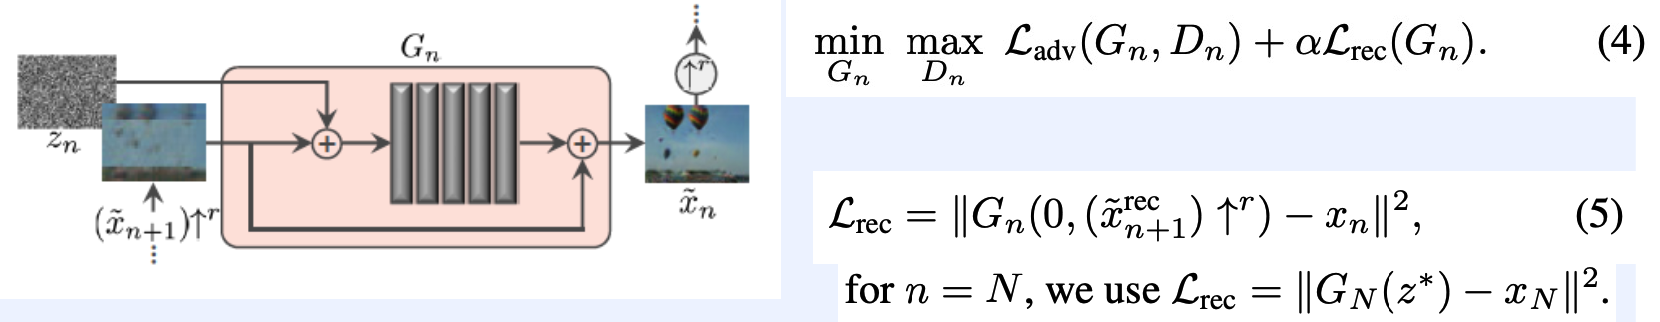 G_n
z_n
(x̃_{n+1})↑^r
+
+
↑^r
x̃_n
min_{G_n} max_{D_n} ℒ_adv(G_n, D_n) + αℒ_rec(G_n). (4)
ℒ_rec = ‖G_n(0, (x̃^rec_{n+1}) ↑^r) − x_n‖², (5)
for n = N, we use ℒ_rec = ‖G_N(z*) − x_N‖².